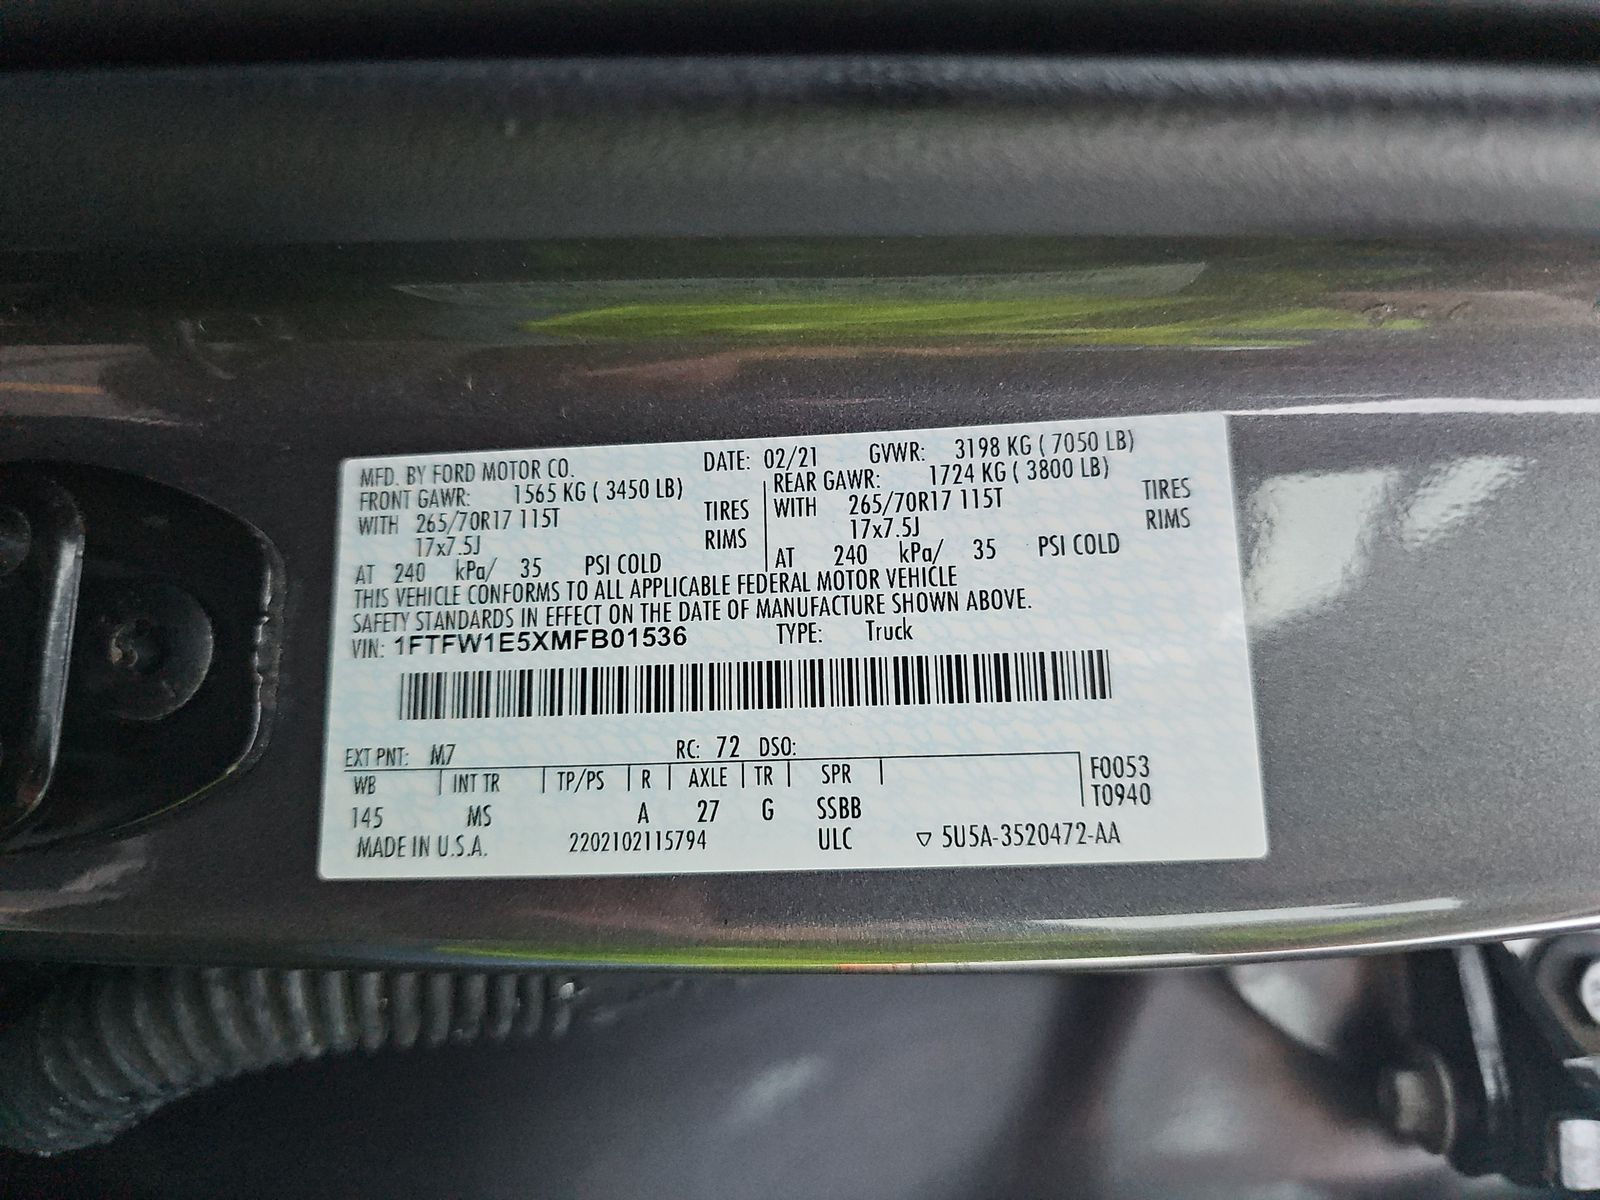 MFD. BY FORD MOTOR CO. DATE: 02/21 GVWR: 3198 KG ( 7050 LB)
FRONT GAWR: 1565 KG ( 3450 LB) REAR GAWR: 1724 KG ( 3800 LB)
WITH 265/70R17 115T TIRES WITH 265/70R17 115T TIRES
17x7.5J RIMS 17x7.5J RIMS
AT 240 kPa/ 35 PSI COLD AT 240 kPa/ 35 PSI COLD
THIS VEHICLE CONFORMS TO ALL APPLICABLE FEDERAL MOTOR VEHICLE
SAFETY STANDARDS IN EFFECT ON THE DATE OF MANUFACTURE SHOWN ABOVE.
VIN: 1FTFW1E5XMFB01536 TYPE: Truck
EXT PNT: M7 RC: 72 DSO:
WB INT TR TP/PS R AXLE TR SPR F0053
145 MS A 27 G SSBB T0940
MADE IN U.S.A. 2202102115794 ULC ▽ 5U5A-3520472-AA